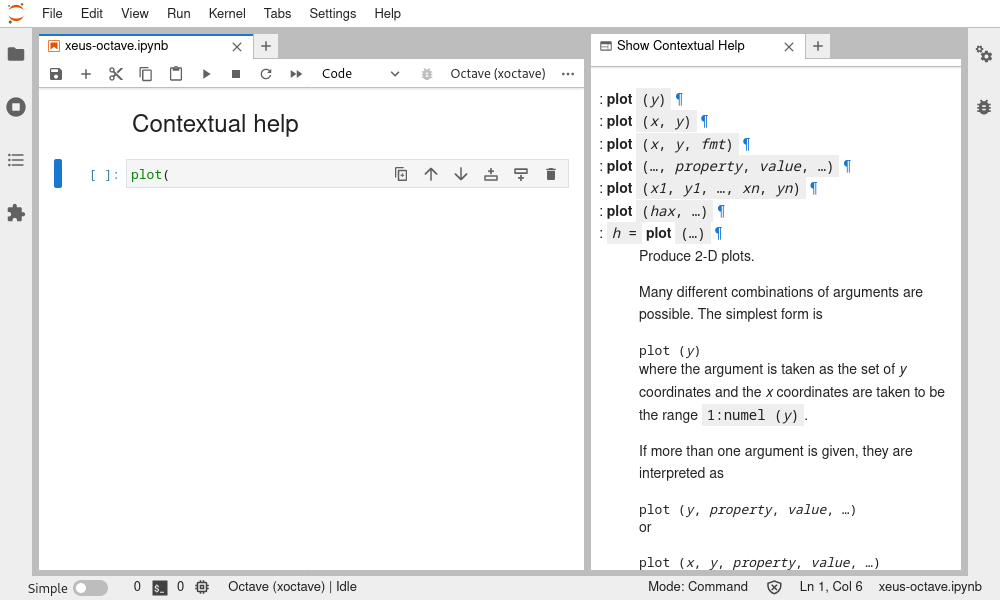 File Edit View Run Kernel Tabs Settings Help
xeus-octave.ipynb
Show Contextual Help
Code
Octave (xoctave)
Contextual help
[ ]: plot(
: plot (y) ¶
: plot (x, y) ¶
: plot (x, y, fmt) ¶
: plot (…, property, value, …) ¶
: plot (x1, y1, …, xn, yn) ¶
: plot (hax, …) ¶
: h = plot (…) ¶
Produce 2-D plots.
Many different combinations of arguments are
possible. The simplest form is
plot (y)
where the argument is taken as the set of y
coordinates and the x coordinates are taken to be
the range 1:numel (y).
If more than one argument is given, they are
interpreted as
plot (y, property, value, …)
or
plot (x, y, property, value, …)
Simple 0 $_ 0 Octave (xoctave) | Idle Mode: Command Ln 1, Col 6 xeus-octave.ipynb